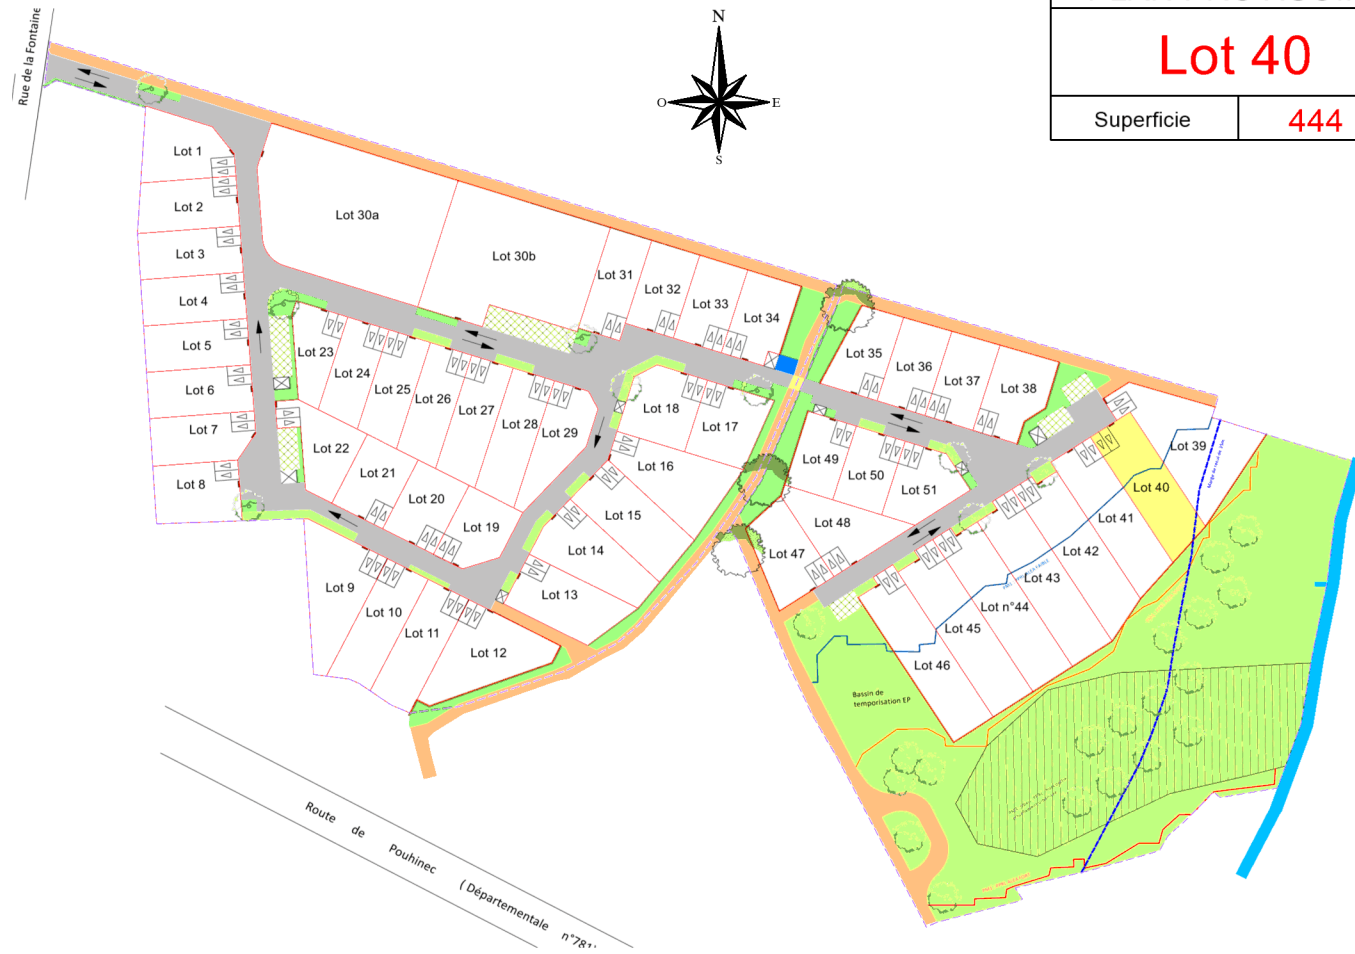 Lot 40
Superficie
444
Rue de la Fontaine
N
O
E
S
Lot 1
Lot 2
Lot 3
Lot 4
Lot 5
Lot 6
Lot 7
Lot 8
Lot 30a
Lot 30b
Lot 31
Lot 32
Lot 33
Lot 34
Lot 35
Lot 36
Lot 37
Lot 38
Lot 39
Lot 40
Lot 41
Lot 42
Lot 43
Lot n°44
Lot 45
Lot 46
Lot 23
Lot 24
Lot 25
Lot 26
Lot 27
Lot 28
Lot 29
Lot 22
Lot 21
Lot 20
Lot 19
Lot 18
Lot 17
Lot 16
Lot 15
Lot 14
Lot 13
Lot 49
Lot 50
Lot 51
Lot 48
Lot 47
Lot 9
Lot 10
Lot 11
Lot 12
Bassin de
temporisation EP
Route de Pouhinec (Départementale n°781)